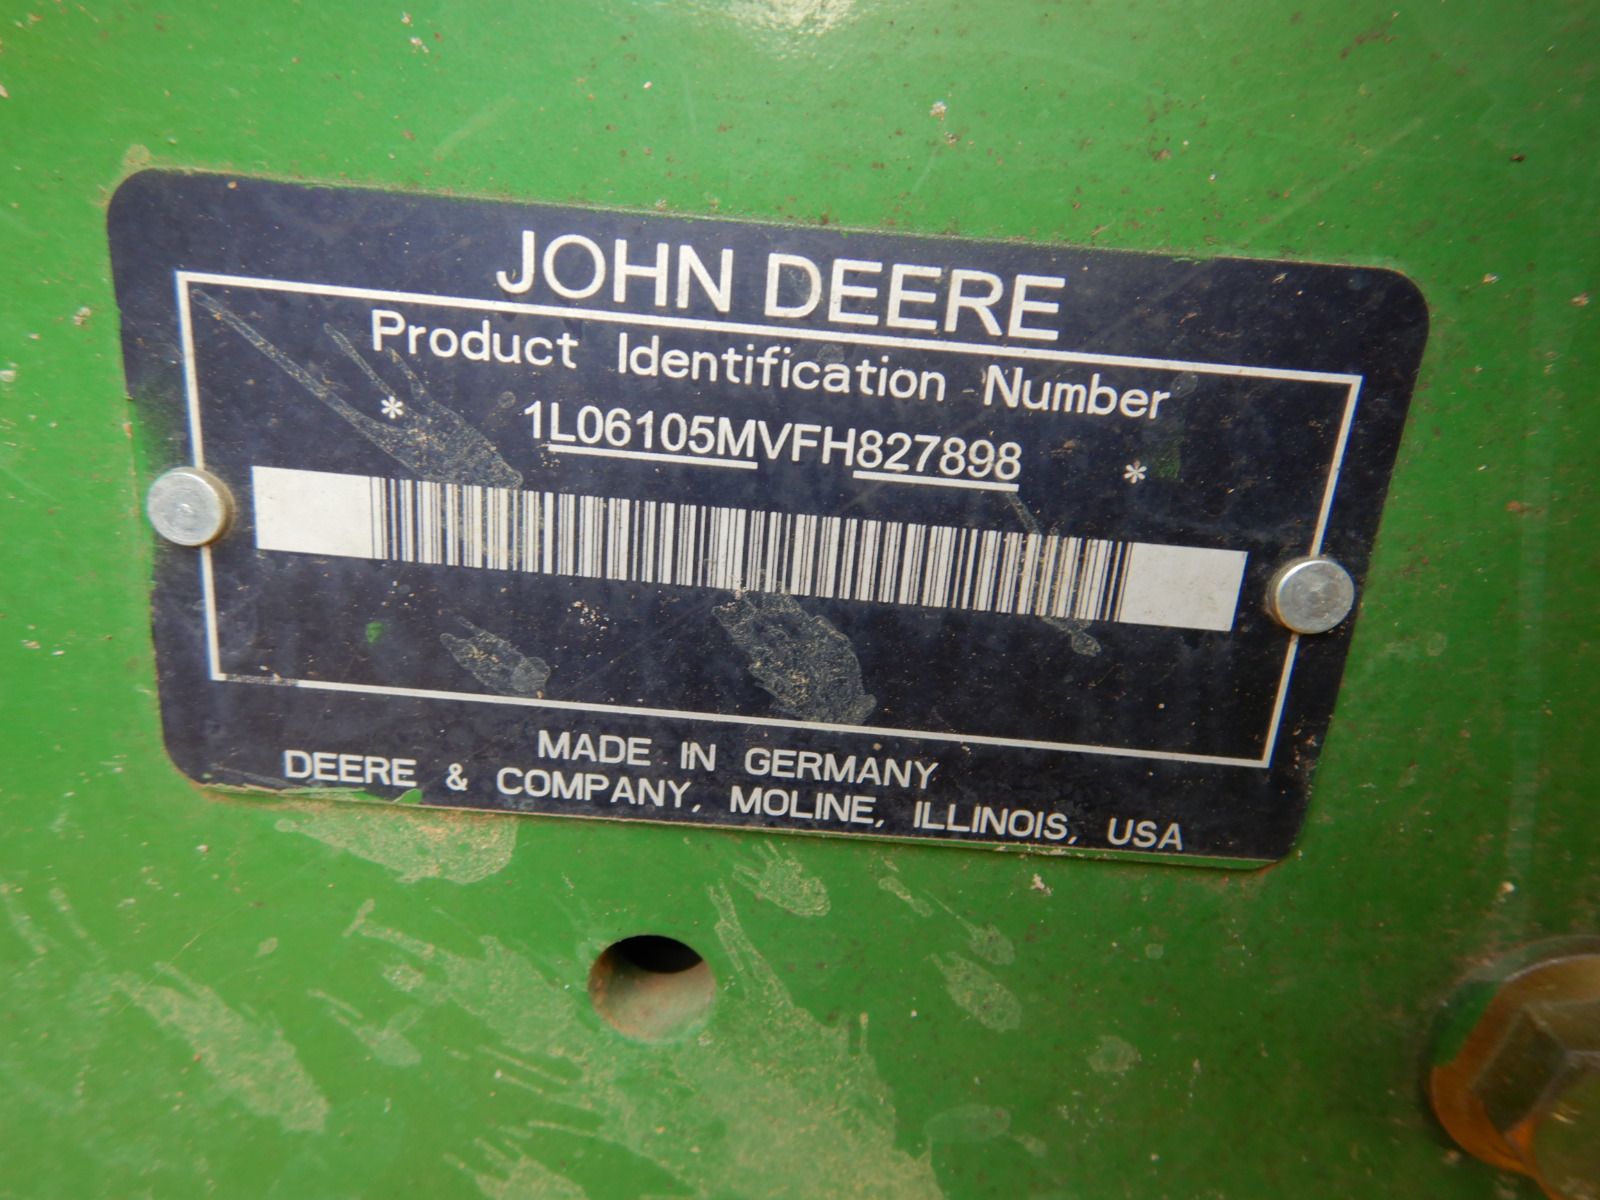 JOHN DEERE
Product Identification Number
* 1L06105MVFH827898 *
MADE IN GERMANY
DEERE & COMPANY, MOLINE, ILLINOIS, USA